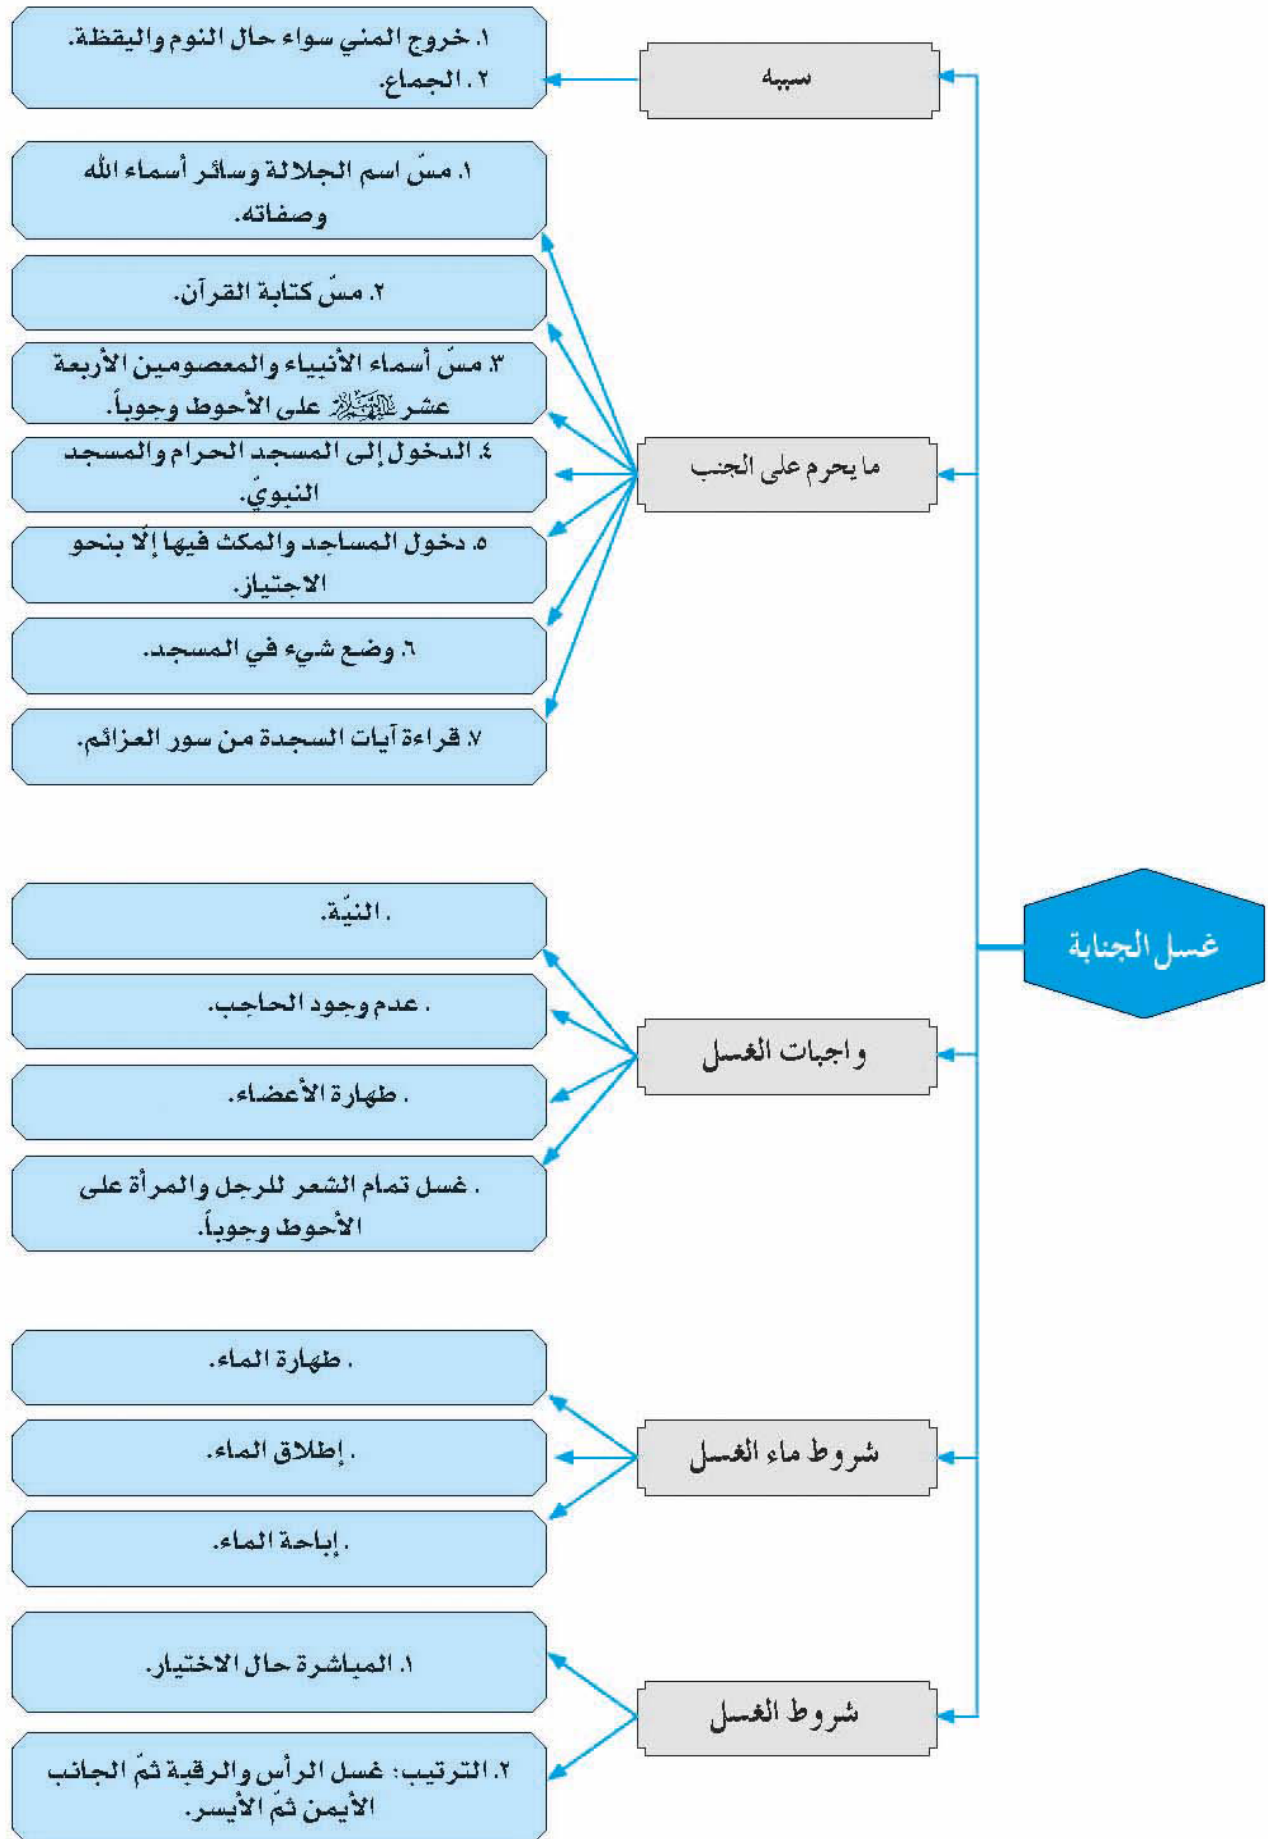 غسل الجنابة
سببه
١. خروج المني سواء حال النوم واليقظة.
٢. الجماع.
ما يحرم على الجنب
١. مسّ اسم الجلالة وسائر أسماء الله
وصفاته.
٢. مسّ كتابة القرآن.
٣. مسّ أسماء الأنبياء والمعصومين الأربعة
عشر على الأحوط وجوباً.
٤. الدخول إلى المسجد الحرام والمسجد
النبويّ.
٥. دخول المساجد والمكث فيها إلّا بنحو
الاجتياز.
٦. وضع شيء في المسجد.
٧. قراءة آيات السجدة من سور العزائم.
واجبات الغسل
. النيّة.
. عدم وجود الحاجب.
. طهارة الأعضاء.
. غسل تمام الشعر للرجل والمرأة على
الأحوط وجوباً.
شروط ماء الغسل
. طهارة الماء.
. إطلاق الماء.
. إباحة الماء.
شروط الغسل
١. المباشرة حال الاختيار.
٢. الترتيب: غسل الرأس والرقبة ثمّ الجانب
الأيمن ثمّ الأيسر.